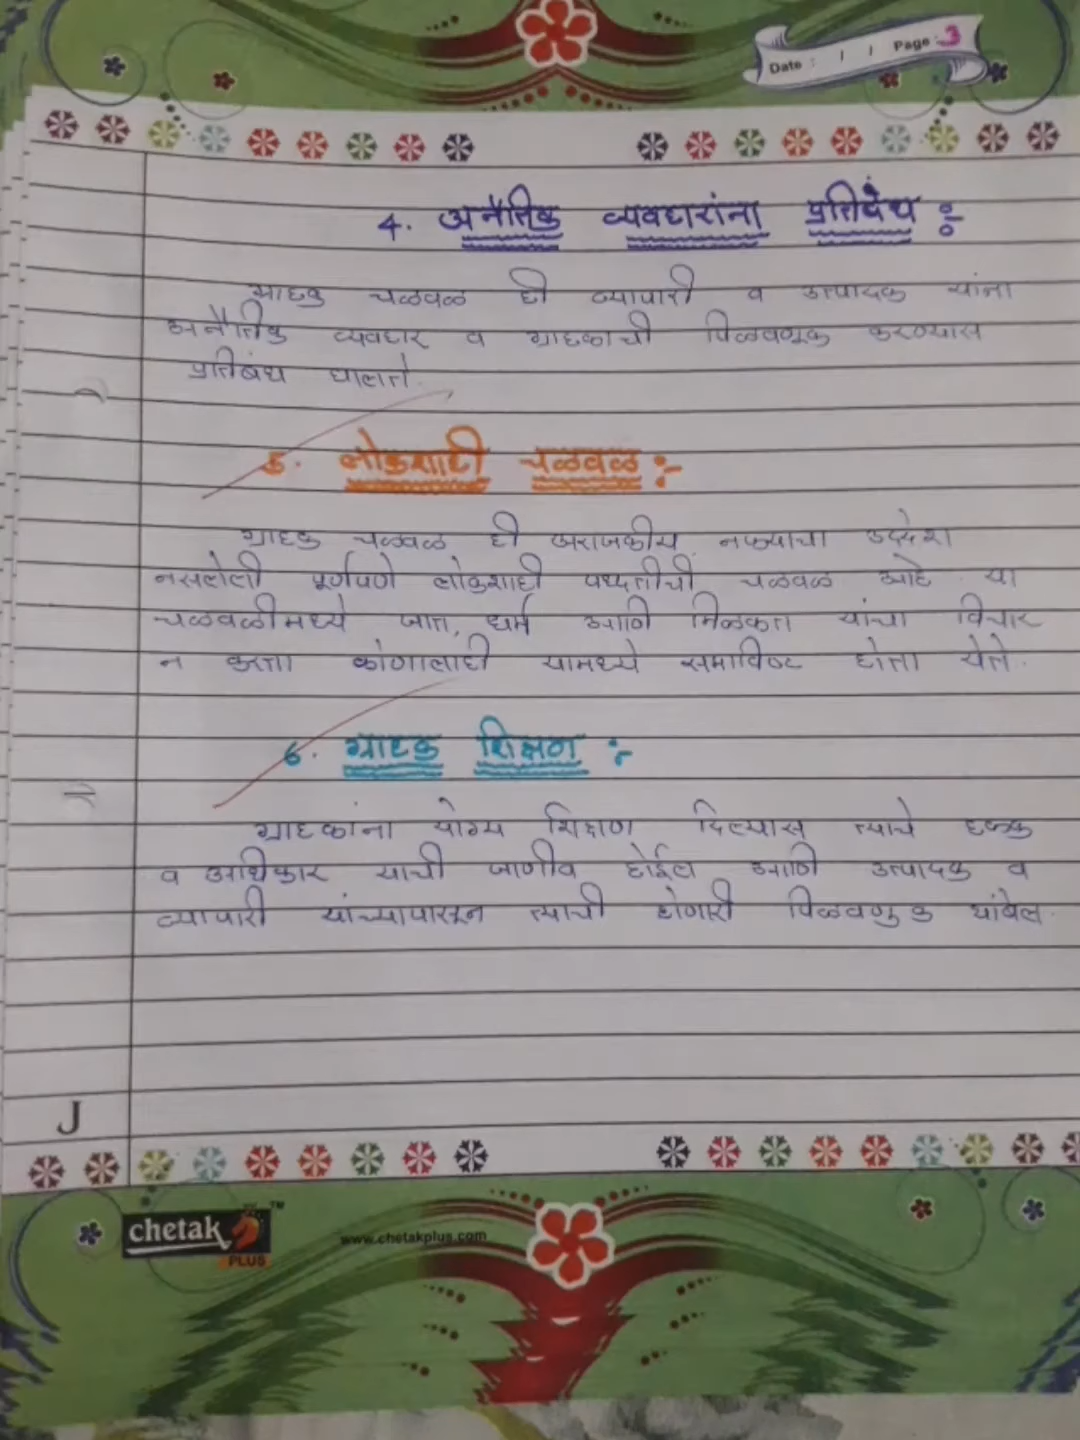 Date : / / Page 3
4. अनैतिक व्यवहारांना प्रतिबंध :-
ग्राहक चळवळ ही व्यापारी व उत्पादक यांना
अनैतिक व्यवहार व ग्राहकाची पिळवणूक करण्यास
प्रतिबंध घालते.
5. लोकशाही चळवळ :-
ग्राहक चळवळ ही अराजकीय नफ्याचा उद्देश
नसलेली पूर्णपणे लोकशाही पध्दतीची चळवळ आहे या
चळवळीमध्ये जात, धर्म आणि मिळकत यांचा विचार
न करता कोणालाही यामध्ये समाविष्ट होता येते.
6. ग्राहक शिक्षण :-
ग्राहकांना योग्य शिक्षण दिल्यास त्याचे हक्क
व अधिकार याची जाणीव होईल आणि उत्पादक व
व्यापारी यांच्यापासून त्याची होणारी पिळवणुक थांबेल.
J
chetak PLUS TM
www.chetakplus.com